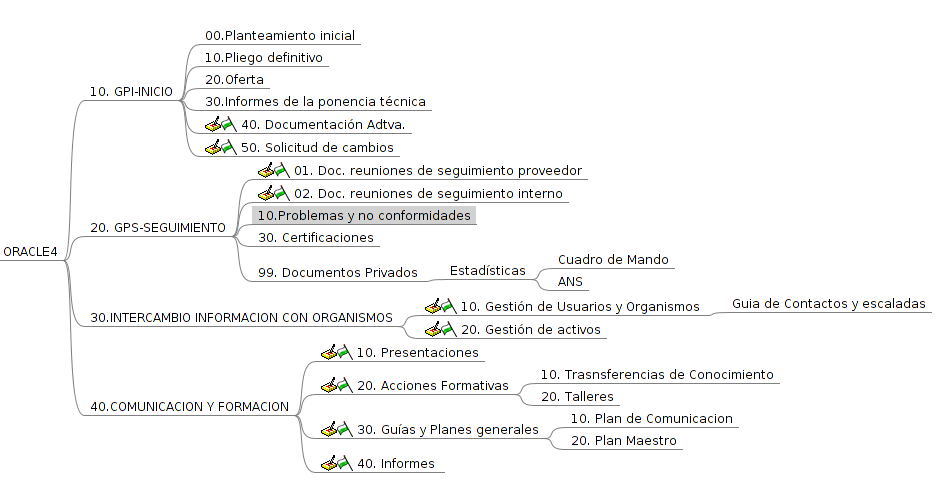 ORACLE4
10. GPI-INICIO
00.Planteamiento inicial
10.Pliego definitivo
20.Oferta
30.Informes de la ponencia técnica
40. Documentación Adtva.
50. Solicitud de cambios
20. GPS-SEGUIMIENTO
01. Doc. reuniones de seguimiento proveedor
02. Doc. reuniones de seguimiento interno
10.Problemas y no conformidades
30. Certificaciones
99. Documentos Privados
Estadísticas
Cuadro de Mando
ANS
30.INTERCAMBIO INFORMACION CON ORGANISMOS
10. Gestión de Usuarios y Organismos
Guia de Contactos y escaladas
20. Gestión de activos
40.COMUNICACION Y FORMACION
10. Presentaciones
20. Acciones Formativas
10. Trasnsferencias de Conocimiento
20. Talleres
30. Guías y Planes generales
10. Plan de Comunicacion
20. Plan Maestro
40. Informes